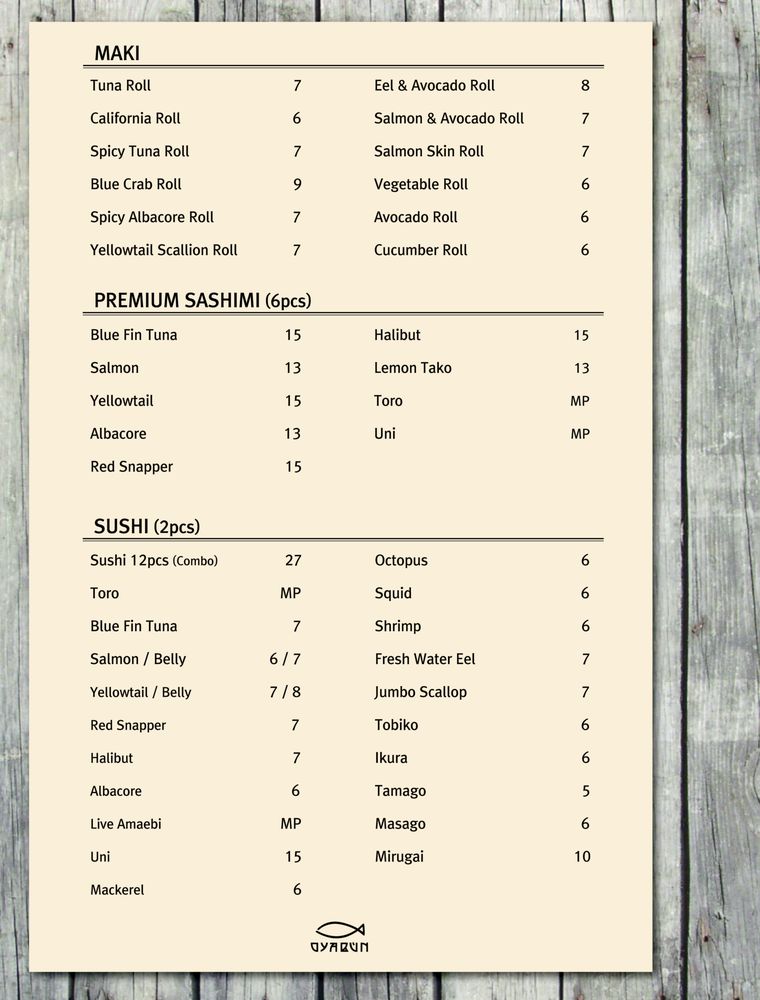 MAKI
Tuna Roll 7
California Roll 6
Spicy Tuna Roll 7
Blue Crab Roll 9
Spicy Albacore Roll 7
Yellowtail Scallion Roll 7
Eel & Avocado Roll 8
Salmon & Avocado Roll 7
Salmon Skin Roll 7
Vegetable Roll 6
Avocado Roll 6
Cucumber Roll 6
PREMIUM SASHIMI (6pcs)
Blue Fin Tuna 15
Salmon 13
Yellowtail 15
Albacore 13
Red Snapper 15
Halibut 15
Lemon Tako 13
Toro MP
Uni MP
SUSHI (2pcs)
Sushi 12pcs (Combo) 27
Toro MP
Blue Fin Tuna 7
Salmon / Belly 6 / 7
Yellowtail / Belly 7 / 8
Red Snapper 7
Halibut 7
Albacore 6
Live Amaebi MP
Uni 15
Mackerel 6
Octopus 6
Squid 6
Shrimp 6
Fresh Water Eel 7
Jumbo Scallop 7
Tobiko 6
Ikura 6
Tamago 5
Masago 6
Mirugai 10
OYABUN